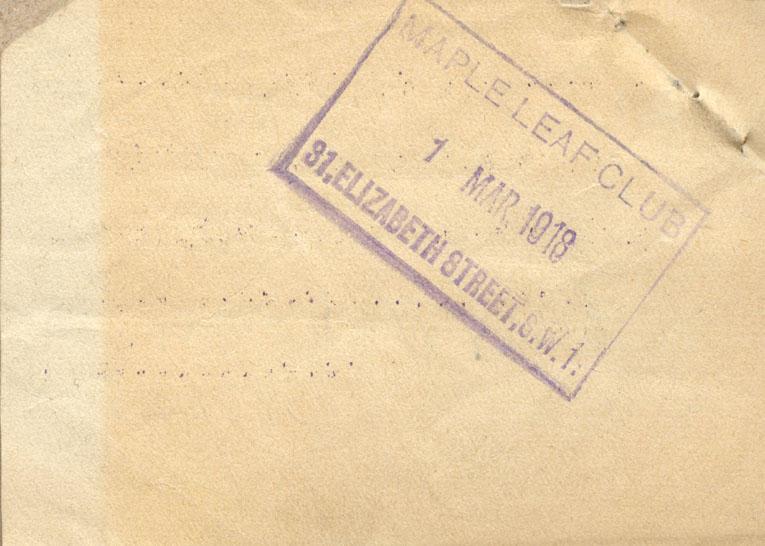 MAPLE LEAF CLUB
1 MAR. 1918
31, ELIZABETH STREET, S.W.1.